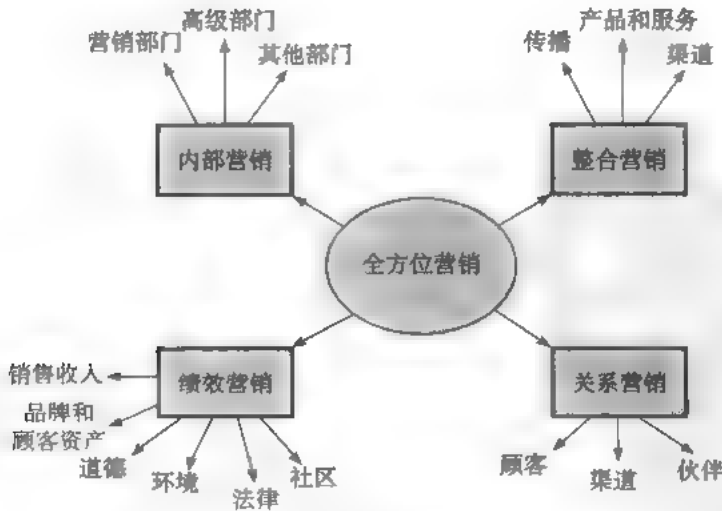 高级部门
营销部门
其他部门
内部营销
产品和服务
传播
渠道
整合营销
全方位营销
销售收入
绩效营销
品牌和
顾客资产
道德
环境
法律
社区
关系营销
顾客
渠道
伙伴